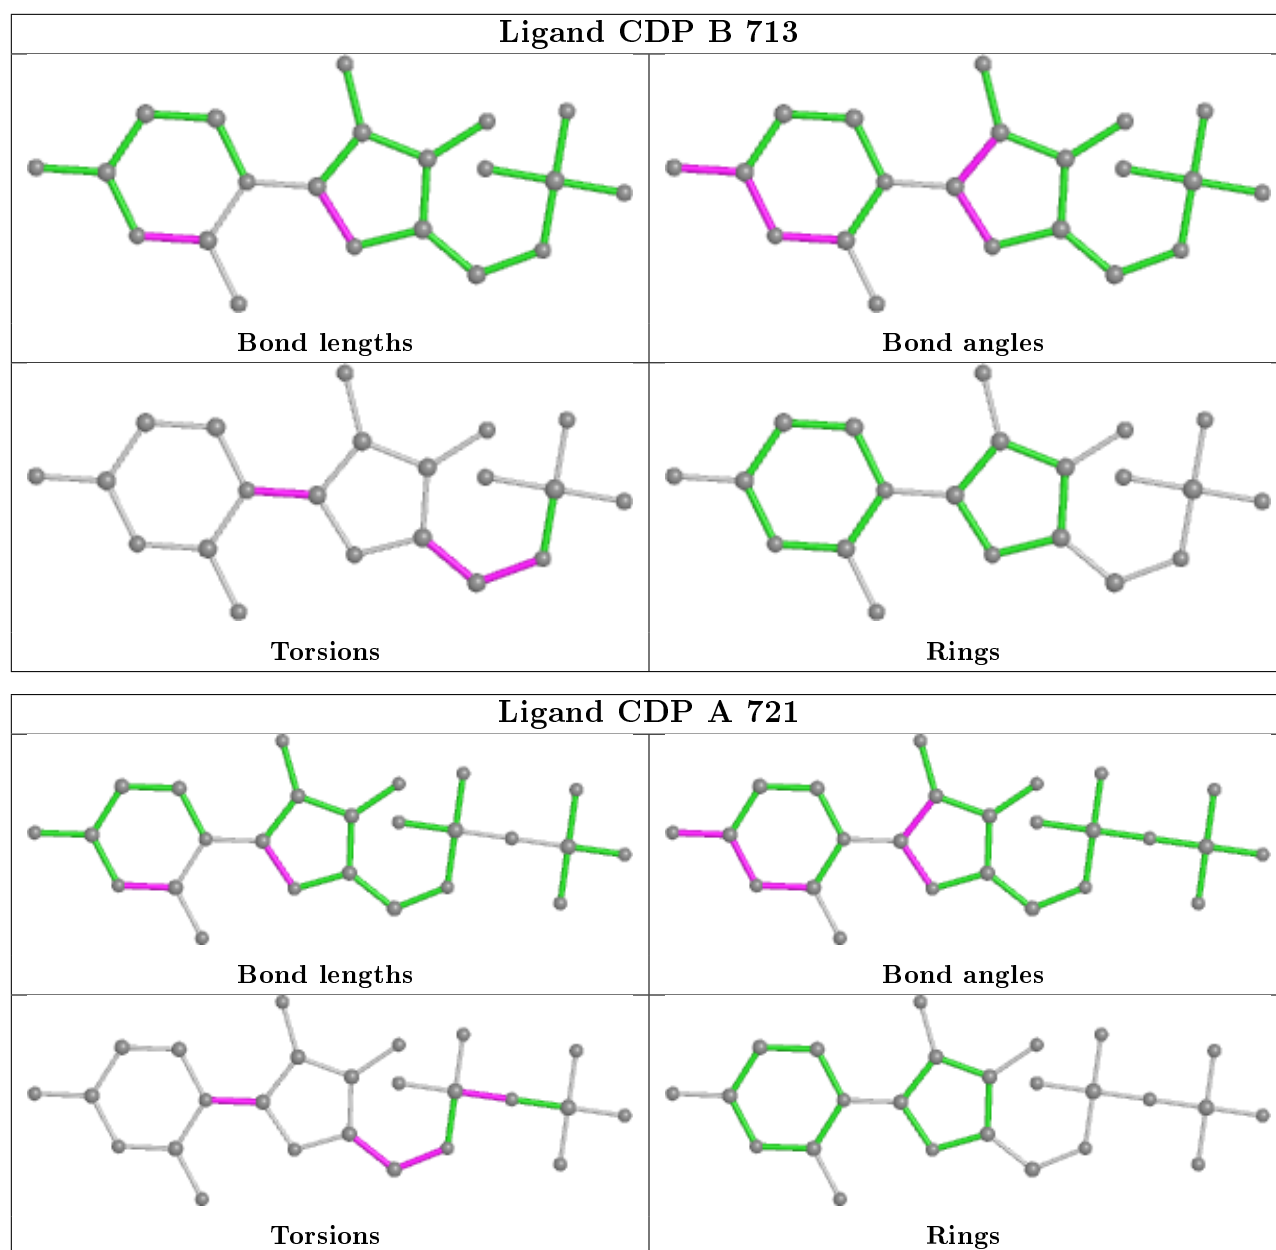 Ligand CDP B 713
Bond lengths
Bond angles
Torsions
Rings
Ligand CDP A 721
Bond lengths
Bond angles
Torsions
Rings